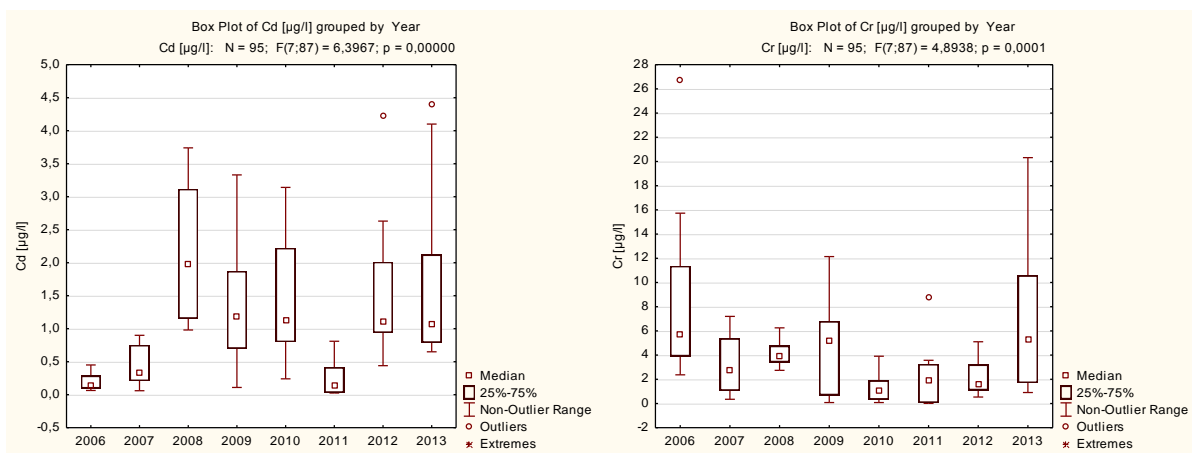 Box Plot of Cd [µg/l] grouped by Year
Cd [µg/l]: N = 95; F(7;87) = 6,3967; p = 0,00000
5,0
4,5
4,0
3,5
3,0
2,5
2,0
1,5
1,0
0,5
0,0
-0,5
Cd [µg/l]
2006 2007 2008 2009 2010 2011 2012 2013
Median
25%-75%
Non-Outlier Range
Outliers
Extremes
Box Plot of Cr [µg/l] grouped by Year
Cr [µg/l]: N = 95; F(7;87) = 4,8938; p = 0,0001
28
26
24
22
20
18
16
14
12
10
8
6
4
2
0
-2
Cr [µg/l]
2006 2007 2008 2009 2010 2011 2012 2013
Median
25%-75%
Non-Outlier Range
Outliers
Extremes